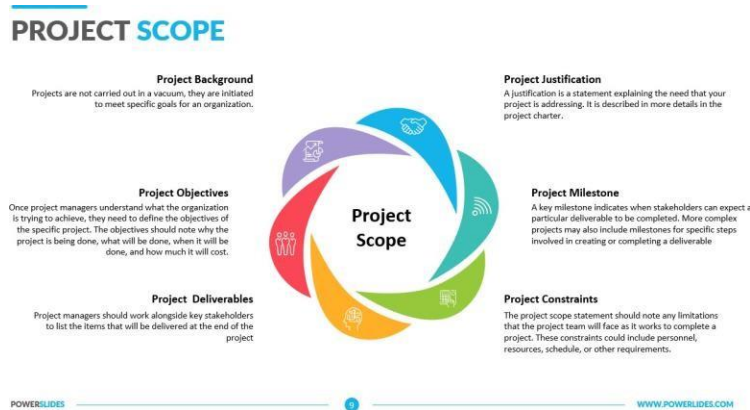 PROJECT SCOPE
Project Background
Projects are not carried out in a vacuum, they are initiated
to meet specific goals for an organization.
Project Objectives
Once project managers understand what the organization
is trying to achieve, they need to define the objectives of
the specific project. The objectives should note why the
project is being done, what will be done, when it will be
done, and how much it will cost.
Project Deliverables
Project managers should work alongside key stakeholders
to list the items that will be delivered at the end of the
project
Project
Scope
Project Justification
A justification is a statement explaining the need that your
project is addressing. It is described in more details in the
project charter.
Project Milestone
A key milestone indicates when stakeholders can expect a
particular deliverable to be completed. More complex
projects may also include milestones for specific steps
involved in creating or completing a deliverable
Project Constraints
The project scope statement should note any limitations
that the project team will face as it works to complete a
project. These constraints could include personnel,
resources, schedule, or other requirements.
POWERSLIDES
9
WWW.POWERLIDES.COM